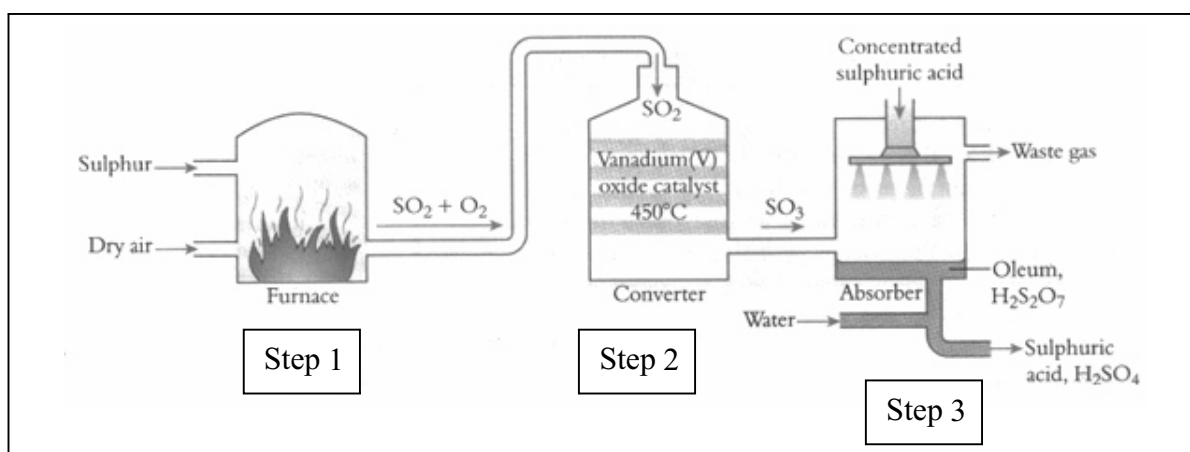 Sulphur
Dry air
Furnace
Step 1
SO₂ + O₂
SO₂
Vanadium(V)
oxide catalyst
450°C
Converter
Step 2
SO₃
Concentrated
sulphuric acid
Waste gas
Oleum,
H₂S₂O₇
Absorber
Water
Sulphuric
acid, H₂SO₄
Step 3